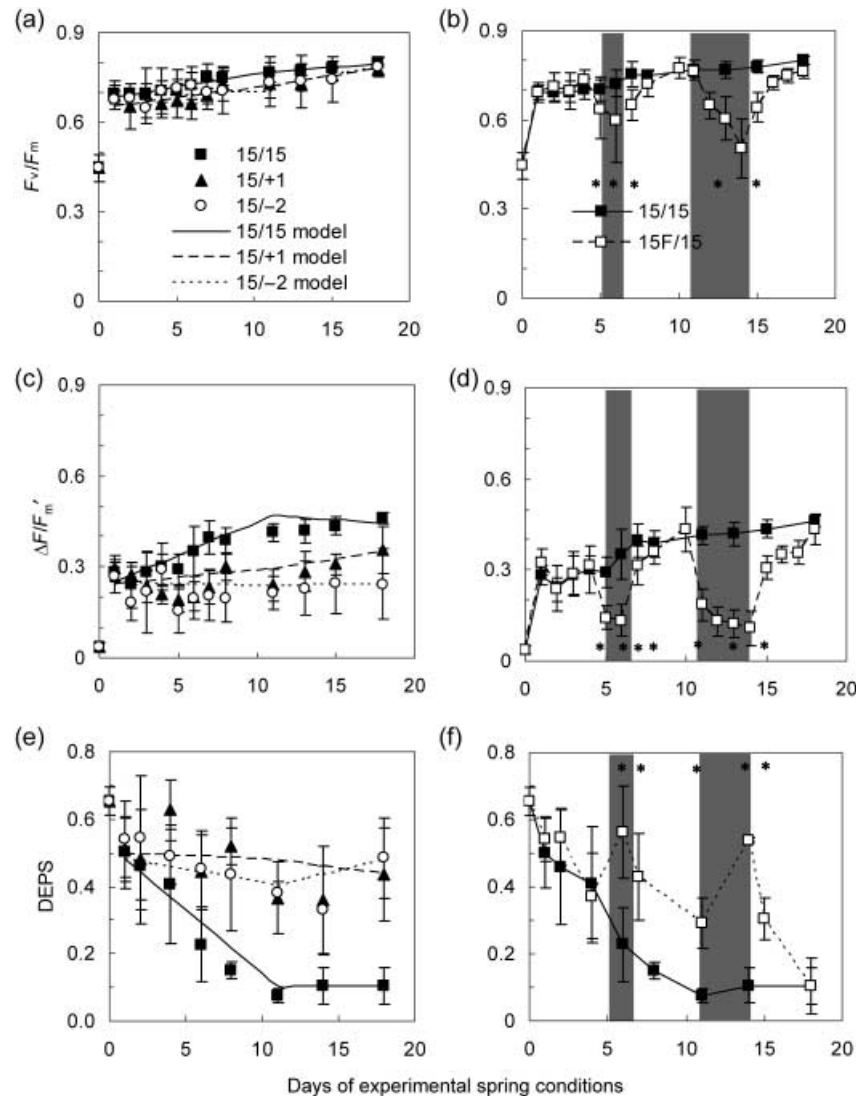 (a)
0.9
0.6
0.3
0
Fv/Fm
15/15
15/+1
15/−2
15/15 model
15/+1 model
15/−2 model
0 5 10 15 20
(b)
0.9
0.6
0.3
0
* * * * *
15/15
15F/15
0 5 10 15 20
(c)
0.9
0.6
0.3
0
ΔF/Fm′
0 5 10 15 20
(d)
0.9
0.6
0.3
0
* * * * * * *
0 5 10 15 20
(e)
0.8
0.6
0.4
0.2
0.0
DEPS
0 5 10 15 20
(f)
0.8
0.6
0.4
0.2
0
* * * * *
0 5 10 15 20
Days of experimental spring conditions